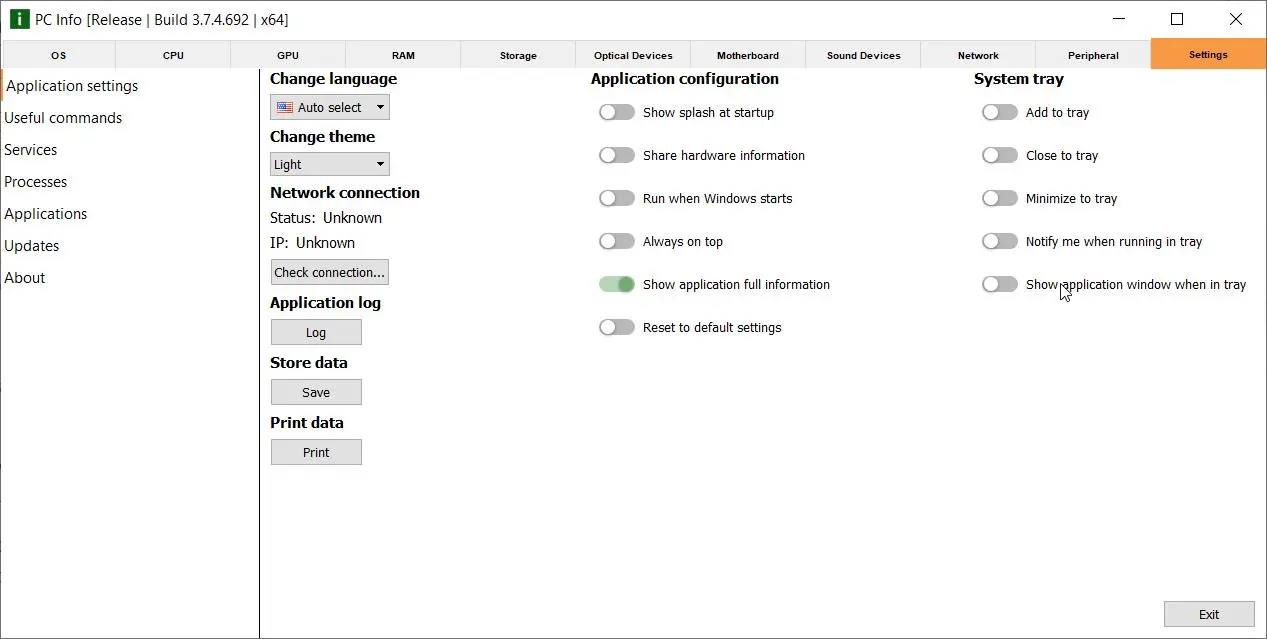 PC Info [Release | Build 3.7.4.692 | x64]
OS CPU GPU RAM Storage Optical Devices Motherboard Sound Devices Network Peripheral Settings
Application settings
Useful commands
Services
Processes
Applications
Updates
About
Change language
Auto select
Change theme
Light
Network connection
Status: Unknown
IP: Unknown
Check connection...
Application log
Log
Store data
Save
Print data
Print
Application configuration
Show splash at startup
Share hardware information
Run when Windows starts
Always on top
Show application full information
Reset to default settings
System tray
Add to tray
Close to tray
Minimize to tray
Notify me when running in tray
Show application window when in tray
Exit